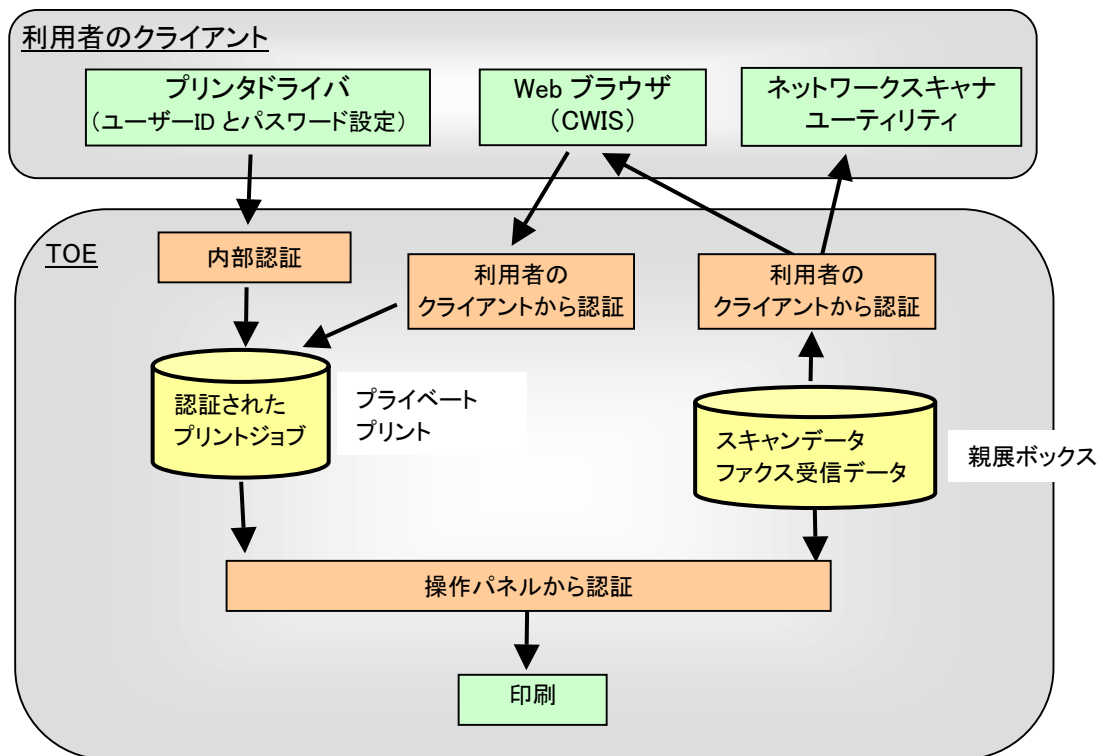 利用者のクライアント
プリンタドライバ
（ユーザーID とパスワード設定）
Web ブラウザ
（CWIS）
ネットワークスキャナ
ユーティリティ
TOE
内部認証
利用者の
クライアントから認証
利用者の
クライアントから認証
認証された
プリントジョブ
プライベート
プリント
スキャンデータ
ファクス受信データ
親展ボックス
操作パネルから認証
印刷